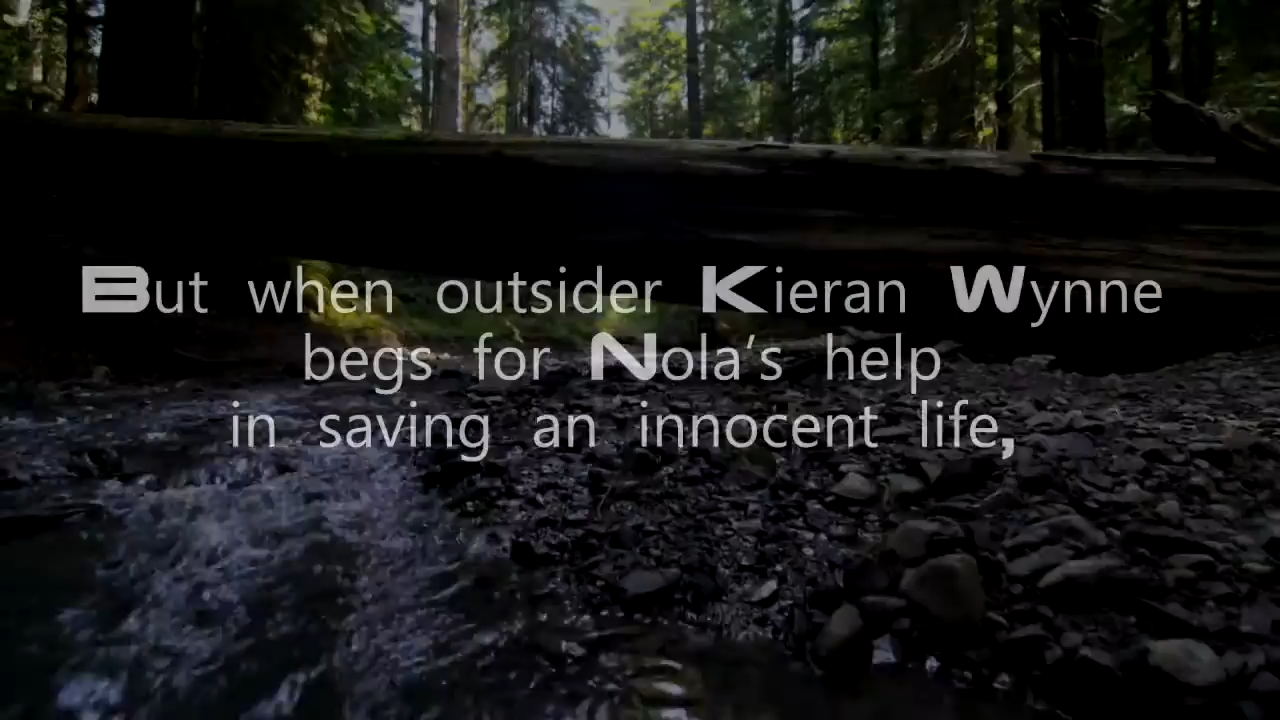 But when outsider Kieran Wynne
begs for Nola's help
in saving an innocent life,